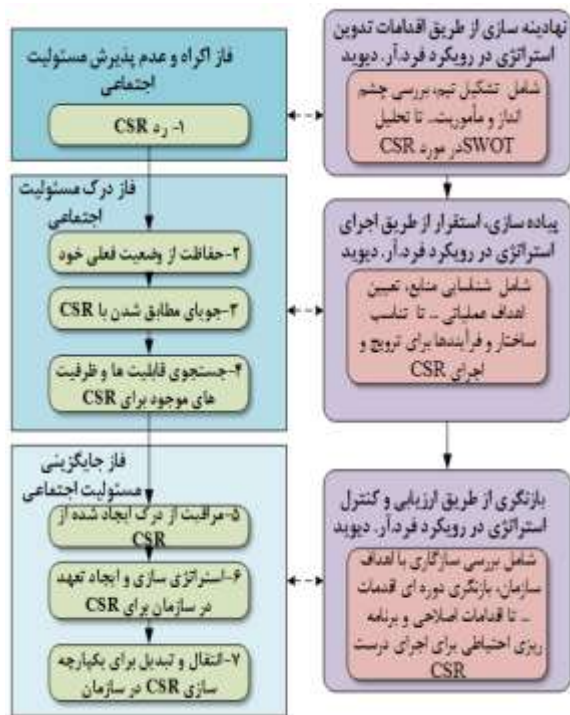 نهادینه سازی از طریق اقدامات تدوین
استراتژی در رویکرد فرد.آر. دیوید
شامل تشکیل تیم، بررسی چشم
انداز و مأموریت... تا تحلیل
SWOTدر مورد CSR
فاز اکراه و عدم پذیرش مسئولیت
اجتماعی
۱- رد CSR
پیاده سازی، استقرار از طریق اجرای
استراتژی در رویکرد فرد.آر. دیوید
شامل شناسایی منابع، تعیین
اهداف عملیاتی ... تا تناسب
ساختار و فرآیندها برای ترویج و
اجرای CSR
فاز درک مسئولیت
اجتماعی
۲-حفاظت از وضعیت فعلی خود
۳-جویای مطابق شدن با CSR
۴-جستجوی قابلیت ها و ظرفیت
های موجود برای CSR
بازنگری از طریق ارزیابی و کنترل
استراتژی در رویکرد فرد.آر. دیوید
شامل بررسی سازگاری با اهداف
سازمان، بازنگری دوره ای قدمات
... تا اقدامات اصلاحی و برنامه
ریزی احتیاطی برای اجرای درست
CSR
فاز جایگزینی
مسئولیت اجتماعی
۵-مراقبت از درک ایجاد شده از
CSR
۶-استراتژی سازی و ایجاد تعهد
در سازمان برای CSR
۷-انتقال و تبدیل برای یکپارچه
سازی CSR در سازمان